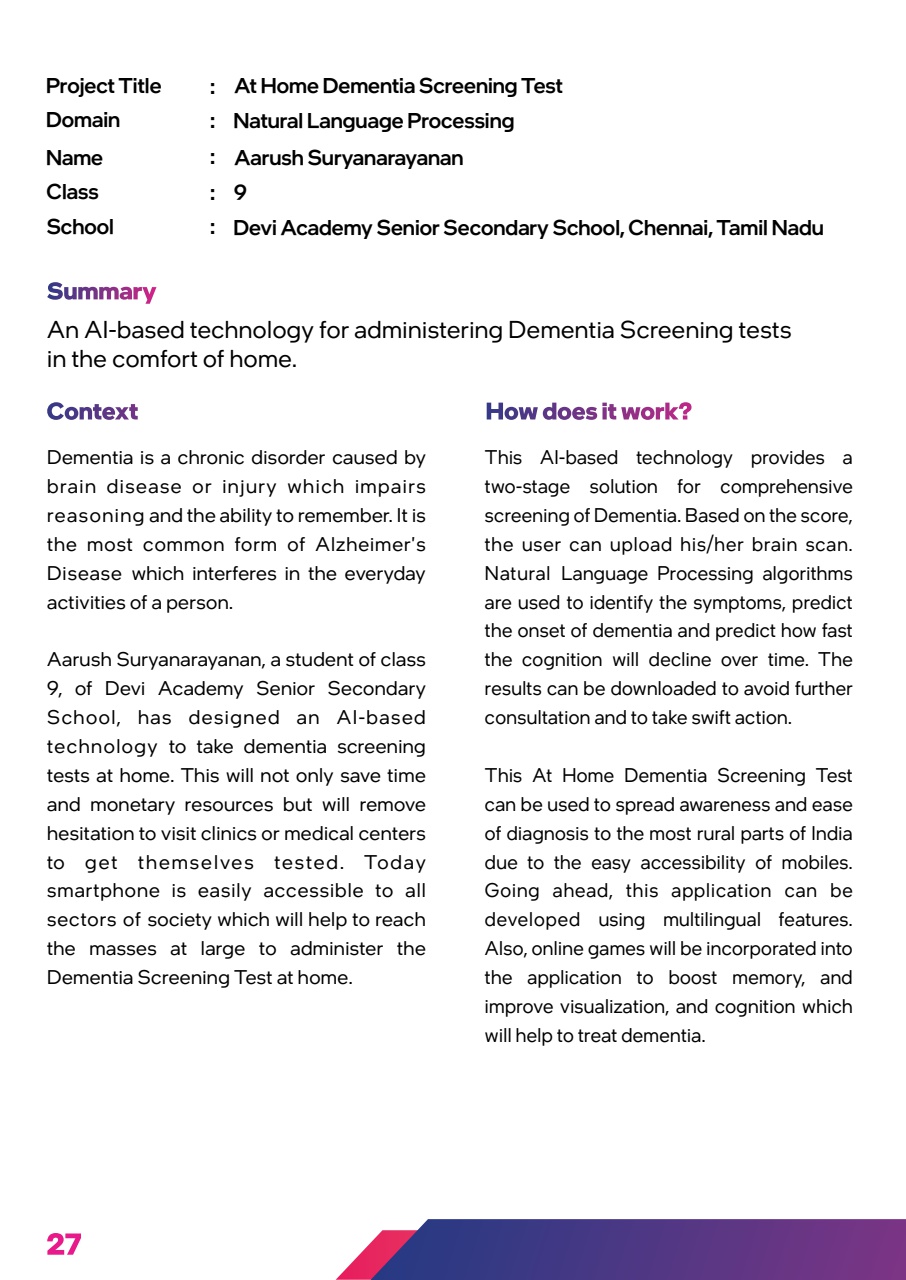 Project Title : At Home Dementia Screening Test
Domain : Natural Language Processing
Name : Aarush Suryanarayanan
Class : 9
School : Devi Academy Senior Secondary School, Chennai, Tamil Nadu
Summary
An AI-based technology for administering Dementia Screening tests
in the comfort of home.
Context
Dementia is a chronic disorder caused by
brain disease or injury which impairs
reasoning and the ability to remember. It is
the most common form of Alzheimer's
Disease which interferes in the everyday
activities of a person.
Aarush Suryanarayanan, a student of class
9, of Devi Academy Senior Secondary
School, has designed an AI-based
technology to take dementia screening
tests at home. This will not only save time
and monetary resources but will remove
hesitation to visit clinics or medical centers
to get themselves tested. Today
smartphone is easily accessible to all
sectors of society which will help to reach
the masses at large to administer the
Dementia Screening Test at home.
How does it work?
This AI-based technology provides a
two-stage solution for comprehensive
screening of Dementia. Based on the score,
the user can upload his/her brain scan.
Natural Language Processing algorithms
are used to identify the symptoms, predict
the onset of dementia and predict how fast
the cognition will decline over time. The
results can be downloaded to avoid further
consultation and to take swift action.
This At Home Dementia Screening Test
can be used to spread awareness and ease
of diagnosis to the most rural parts of India
due to the easy accessibility of mobiles.
Going ahead, this application can be
developed using multilingual features.
Also, online games will be incorporated into
the application to boost memory, and
improve visualization, and cognition which
will help to treat dementia.
27